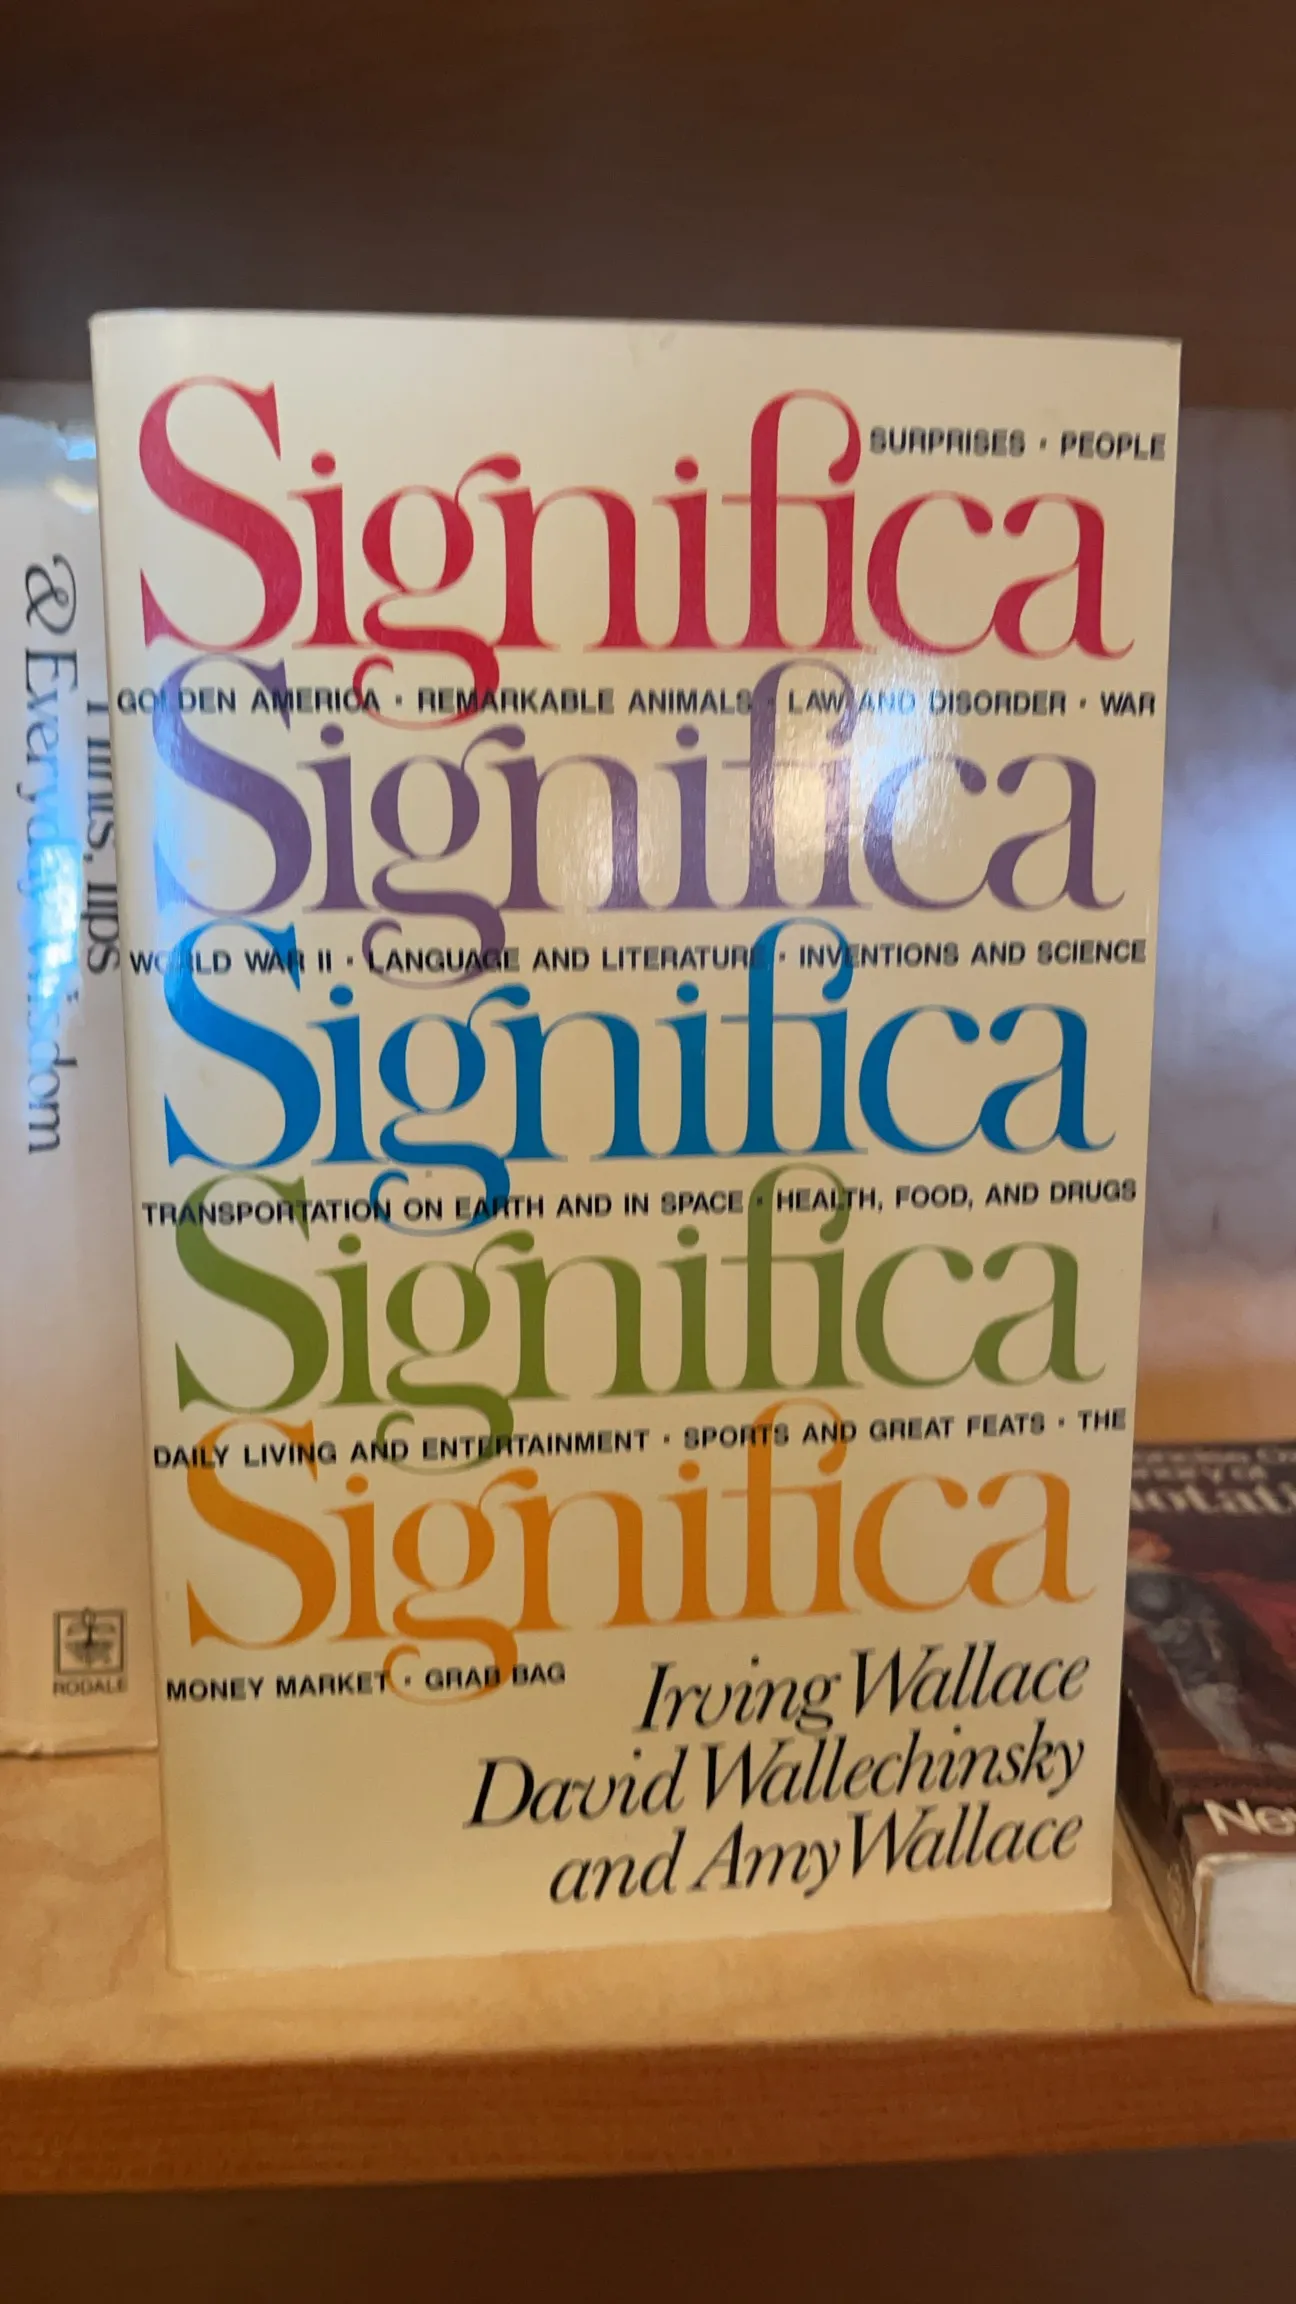 Significa
SURPRISES • PEOPLE
GOLDEN AMERICA • REMARKABLE ANIMALS • LAW AND DISORDER • WAR
Significa
WORLD WAR II • LANGUAGE AND LITERATURE • INVENTIONS AND SCIENCE
Significa
TRANSPORTATION ON EARTH AND IN SPACE • HEALTH, FOOD, AND DRUGS
Significa
DAILY LIVING AND ENTERTAINMENT • SPORTS AND GREAT FEATS • THE
Significa
MONEY MARKET • GRAB BAG
Irving Wallace
David Wallechinsky
and Amy Wallace
Hints, Tips
& Everyday Wisdom
RODALE